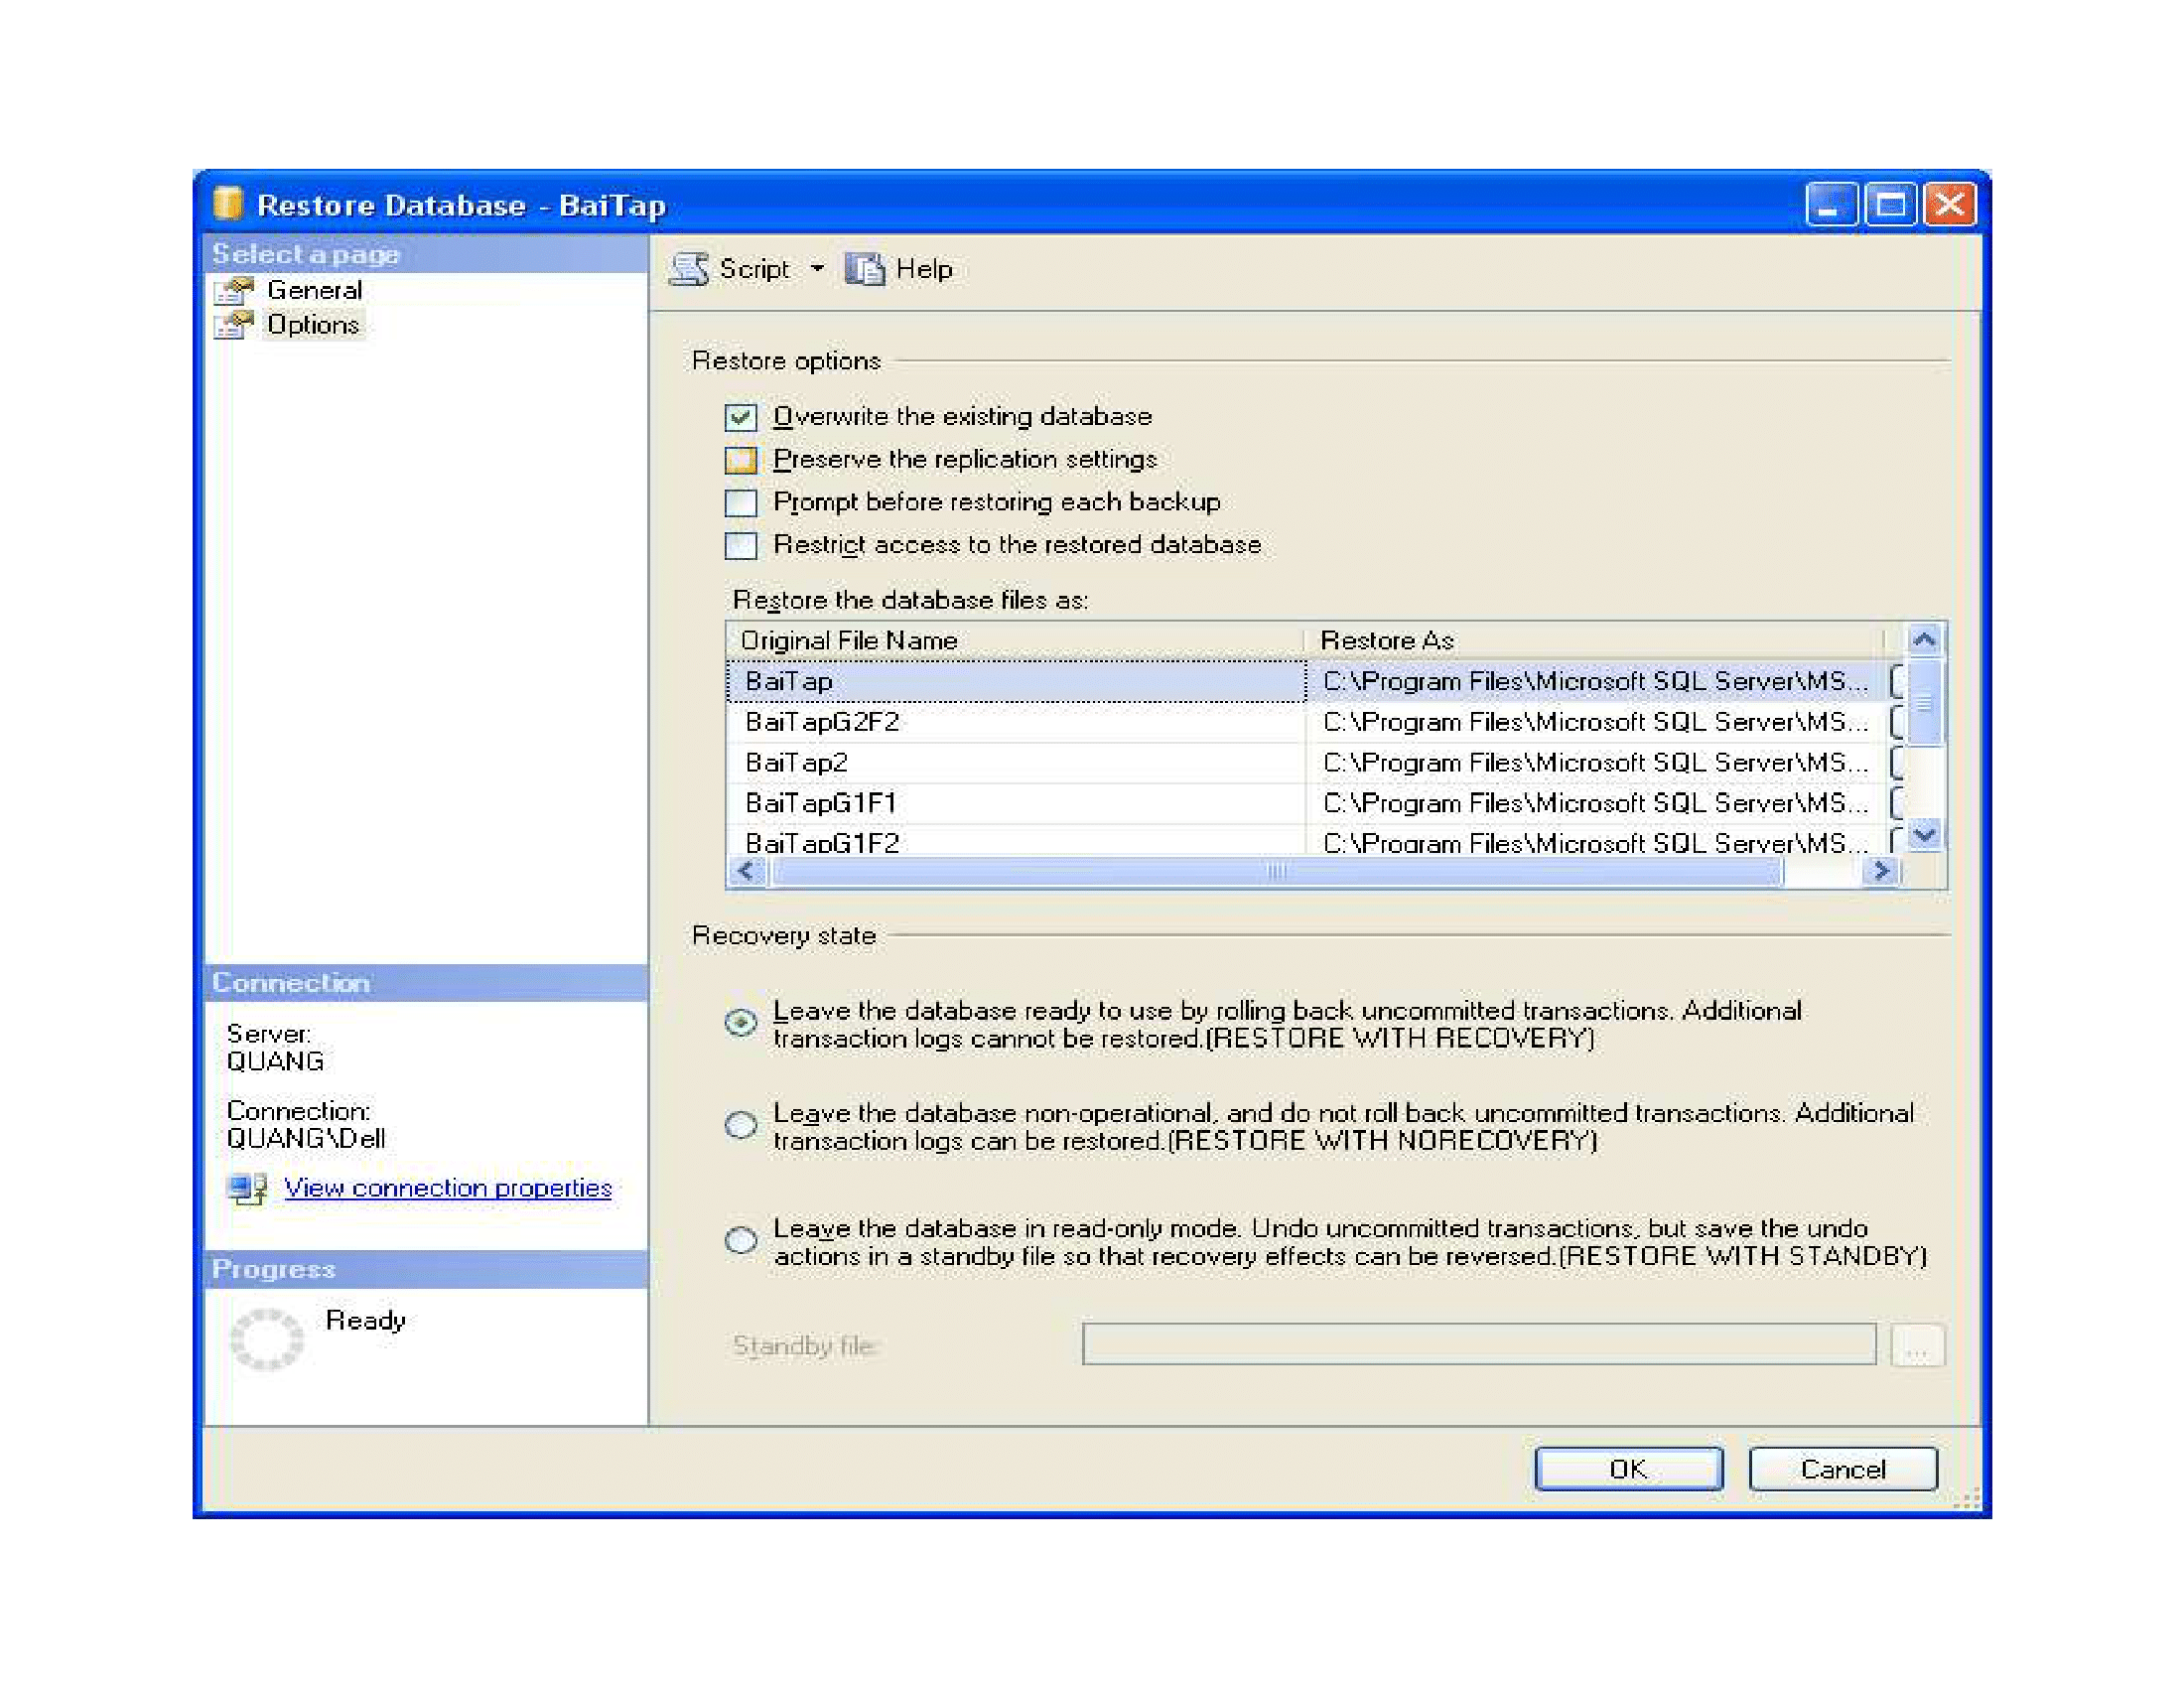 Restore Database - BaiTap
Select a page
General
Options
Script
Help
Restore options
Overwrite the existing database
Preserve the replication settings
Prompt before restoring each backup
Restrict access to the restored database
Restore the database files as:
Original File Name Restore As
BaiTap C:\Program Files\Microsoft SQL Server\MS...
BaiTapG2F2 C:\Program Files\Microsoft SQL Server\MS...
BaiTap2 C:\Program Files\Microsoft SQL Server\MS...
BaiTapG1F1 C:\Program Files\Microsoft SQL Server\MS...
BaiTapG1F2 C:\Program Files\Microsoft SQL Server\MS...
Recovery state
Leave the database ready to use by rolling back uncommitted transactions. Additional
transaction logs cannot be restored.(RESTORE WITH RECOVERY)
Leave the database non-operational, and do not roll back uncommitted transactions. Additional
transaction logs can be restored.(RESTORE WITH NORECOVERY)
Leave the database in read-only mode. Undo uncommitted transactions, but save the undo
actions in a standby file so that recovery effects can be reversed.(RESTORE WITH STANDBY)
Standby file:
...
Connection
Server:
QUANG
Connection:
QUANG\Dell
View connection properties
Progress
Ready
OK
Cancel